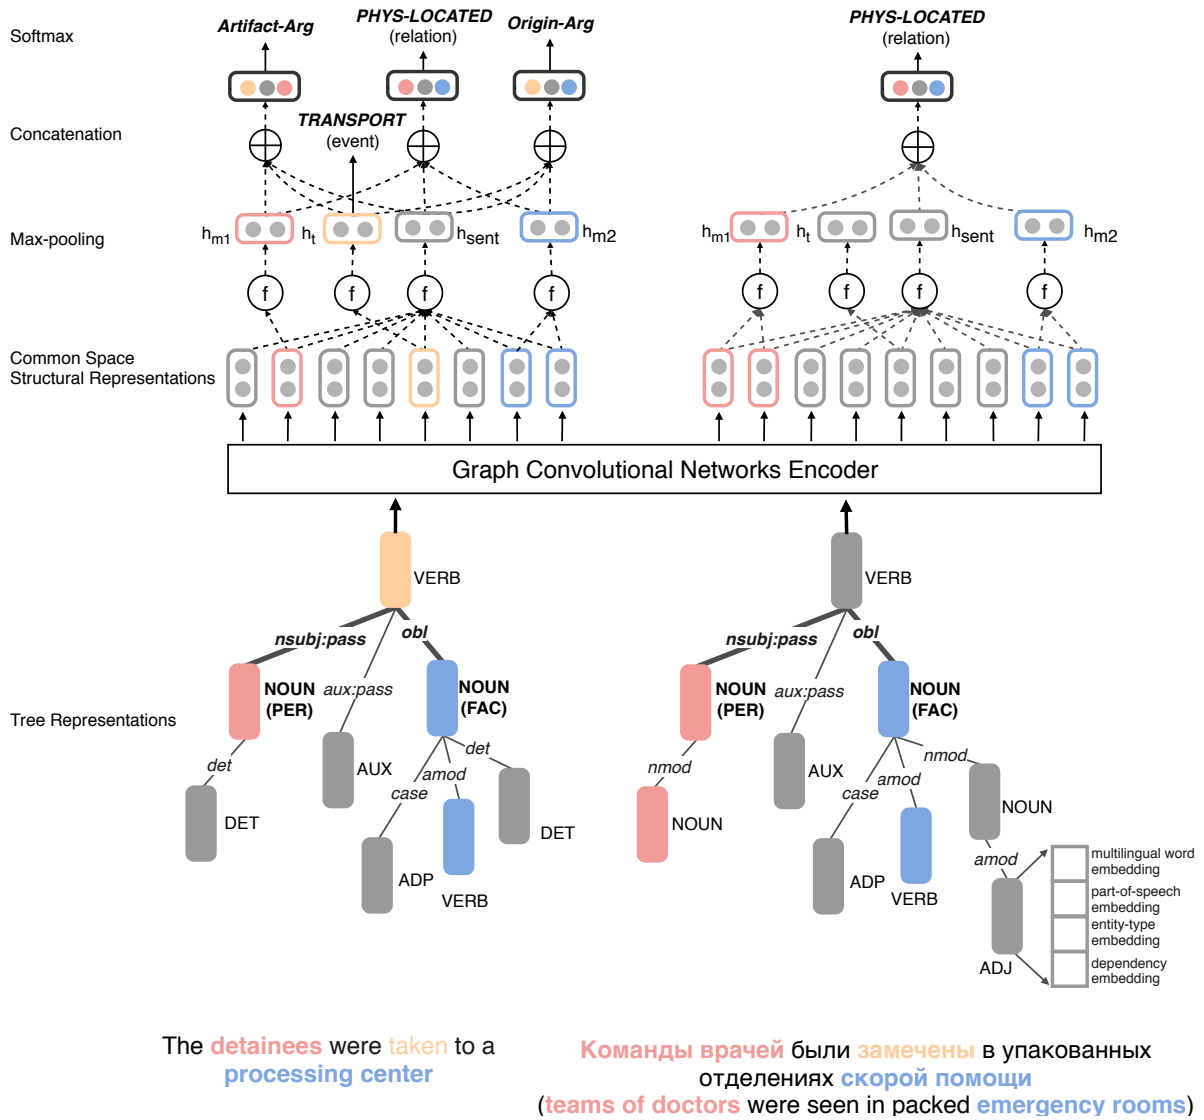 Softmax
Artifact-Arg
PHYS-LOCATED
(relation)
Origin-Arg
PHYS-LOCATED
(relation)
Concatenation
TRANSPORT
(event)
Max-pooling
hm1
ht
hsent
hm2
hm1
ht
hsent
hm2
f
f
f
f
f
f
f
f
Common Space
Structural Representations
Graph Convolutional Networks Encoder
VERB
VERB
nsubj:pass
obl
nsubj:pass
obl
Tree Representations
NOUN
(PER)
aux:pass
NOUN
(FAC)
NOUN
(PER)
aux:pass
NOUN
(FAC)
det
AUX
case
amod
det
nmod
AUX
case
amod
nmod
DET
ADP
VERB
DET
NOUN
ADP
VERB
NOUN
amod
ADJ
multilingual word
embedding
part-of-speech
embedding
entity-type
embedding
dependency
embedding
The detainees were taken to a
processing center
Команды врачей были замечены в упакованных
отделениях скорой помощи
(teams of doctors were seen in packed emergency rooms)